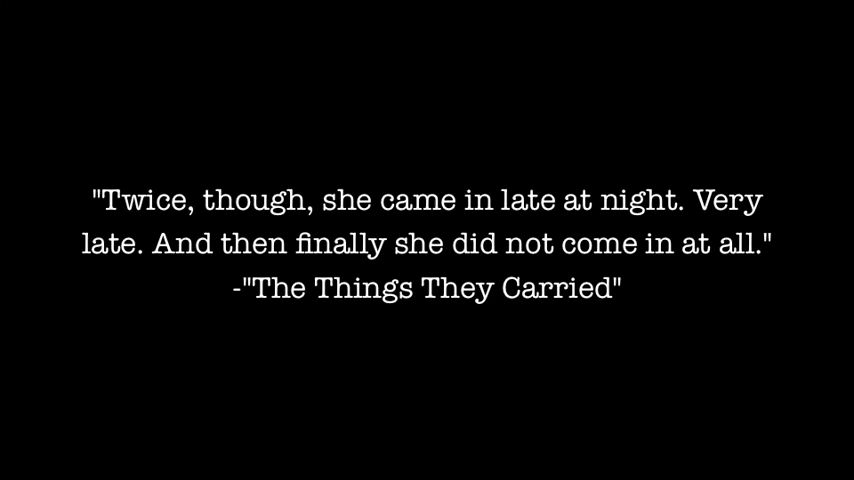 "Twice, though, she came in late at night. Very
late. And then finally she did not come in at all."
-"The Things They Carried"